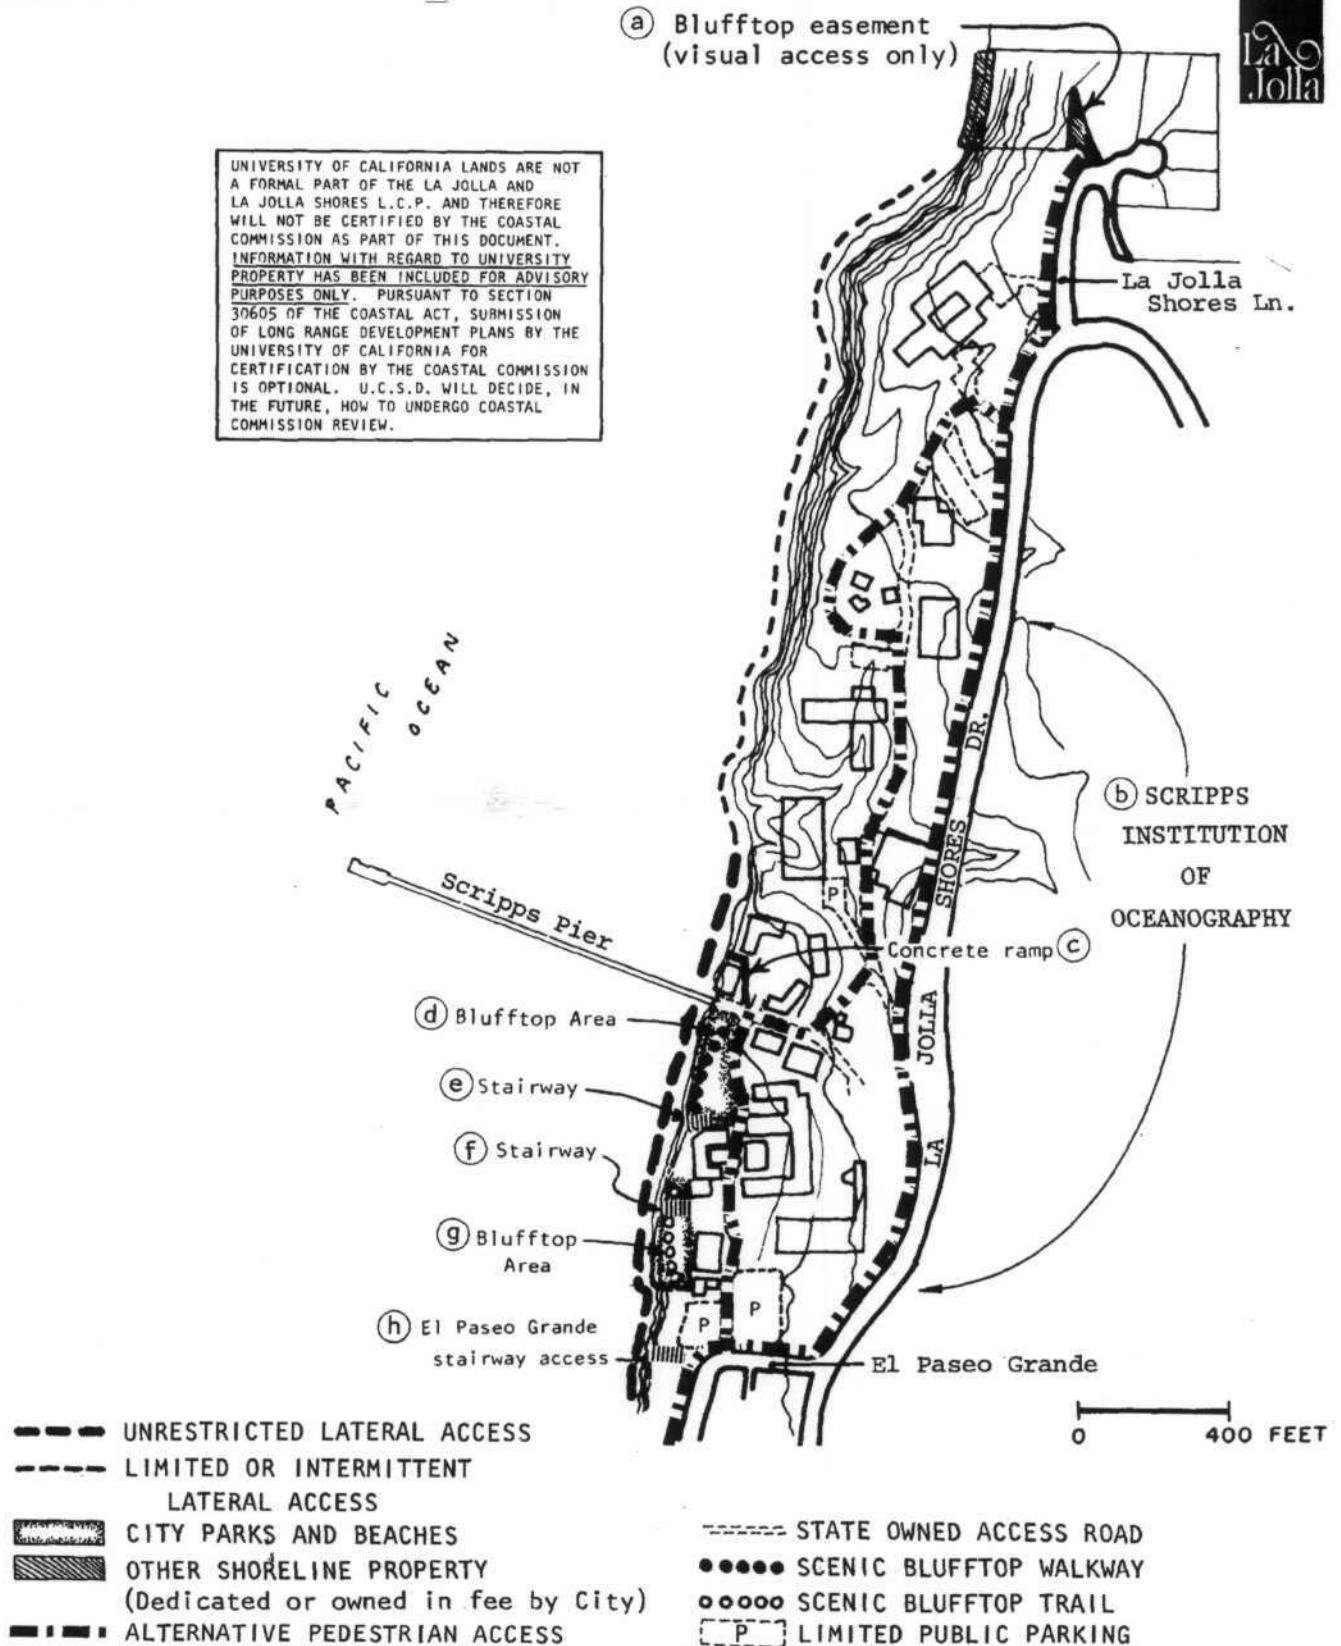 ⓐ Blufftop easement
(visual access only)
La
Jolla
UNIVERSITY OF CALIFORNIA LANDS ARE NOT
A FORMAL PART OF THE LA JOLLA AND
LA JOLLA SHORES L.C.P. AND THEREFORE
WILL NOT BE CERTIFIED BY THE COASTAL
COMMISSION AS PART OF THIS DOCUMENT.
INFORMATION WITH REGARD TO UNIVERSITY
PROPERTY HAS BEEN INCLUDED FOR ADVISORY
PURPOSES ONLY. PURSUANT TO SECTION
30605 OF THE COASTAL ACT, SUBMISSION
OF LONG RANGE DEVELOPMENT PLANS BY THE
UNIVERSITY OF CALIFORNIA FOR
CERTIFICATION BY THE COASTAL COMMISSION
IS OPTIONAL. U.C.S.D. WILL DECIDE, IN
THE FUTURE, HOW TO UNDERGO COASTAL
COMMISSION REVIEW.
La Jolla
Shores Ln.
PACIFIC
OCEAN
LA JOLLA SHORES DR.
ⓑ SCRIPPS
INSTITUTION
OF
OCEANOGRAPHY
Scripps Pier
P
Concrete ramp ⓒ
ⓓ Blufftop Area
ⓔ Stairway
ⓕ Stairway
ⓖ Blufftop
Area
P
P
ⓗ El Paseo Grande
stairway access
El Paseo Grande
0 400 FEET
UNRESTRICTED LATERAL ACCESS
LIMITED OR INTERMITTENT
LATERAL ACCESS
CITY PARKS AND BEACHES
OTHER SHORELINE PROPERTY
(Dedicated or owned in fee by City)
ALTERNATIVE PEDESTRIAN ACCESS
STATE OWNED ACCESS ROAD
SCENIC BLUFFTOP WALKWAY
SCENIC BLUFFTOP TRAIL
P LIMITED PUBLIC PARKING